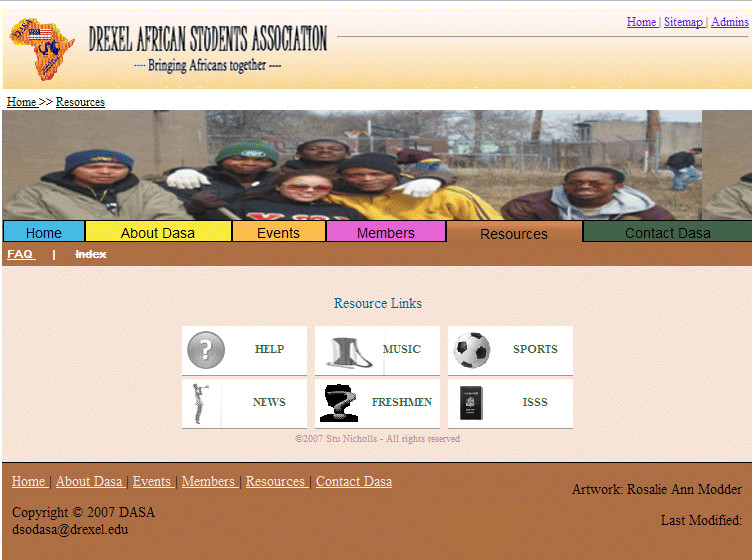 DASA
DREXEL AFRICAN STUDENTS ASSOCIATION
---- Bringing Africans together ----
Home | Sitemap | Admins
Home >> Resources
Home About Dasa Events Members Resources Contact Dasa
FAQ | Index
Resource Links
HELP MUSIC SPORTS
NEWS FRESHMEN ISSS
©2007 Stu Nicholls - All rights reserved
Home | About Dasa | Events | Members | Resources | Contact Dasa
Artwork: Rosalie Ann Modder
Copyright © 2007 DASA
Last Modified:
dsodasa@drexel.edu